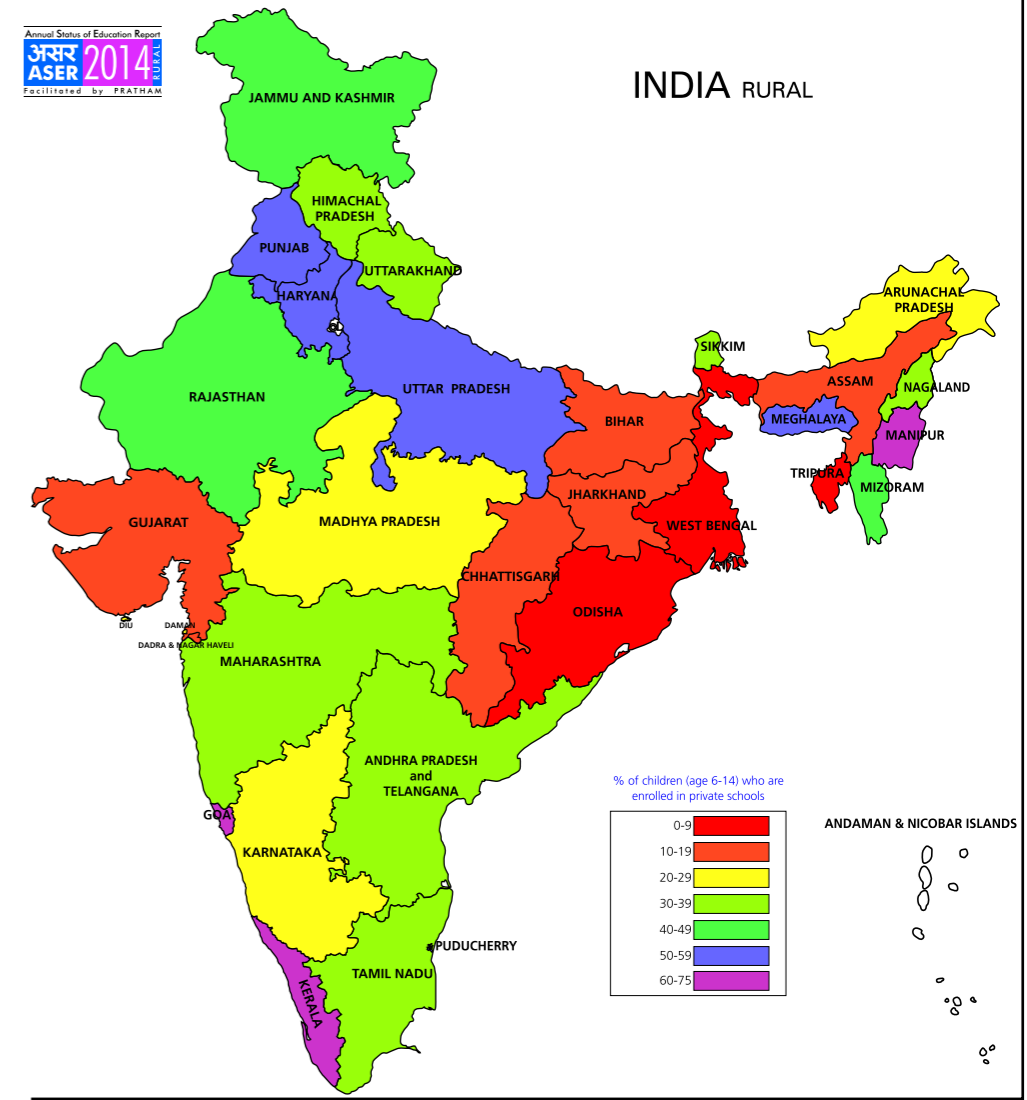 Annual Status of Education Report
असर
ASER
2014
RURAL
Facilitated by PRATHAM
INDIA RURAL
JAMMU AND KASHMIR
HIMACHAL
PRADESH
PUNJAB
UTTARAKHAND
HARYANA
ARUNACHAL
PRADESH
SIKKIM
RAJASTHAN
UTTAR PRADESH
ASSAM
NAGALAND
BIHAR
MEGHALAYA
MANIPUR
TRIPURA
MIZORAM
JHARKHAND
GUJARAT
MADHYA PRADESH
WEST BENGAL
CHHATTISGARH
ODISHA
DIU
DAMAN
DADRA & NAGAR HAVELI
MAHARASHTRA
ANDHRA PRADESH
and
TELANGANA
GOA
KARNATAKA
PUDUCHERRY
TAMIL NADU
KERALA
% of children (age 6-14) who are
enrolled in private schools
0-9
10-19
20-29
30-39
40-49
50-59
60-75
ANDAMAN & NICOBAR ISLANDS